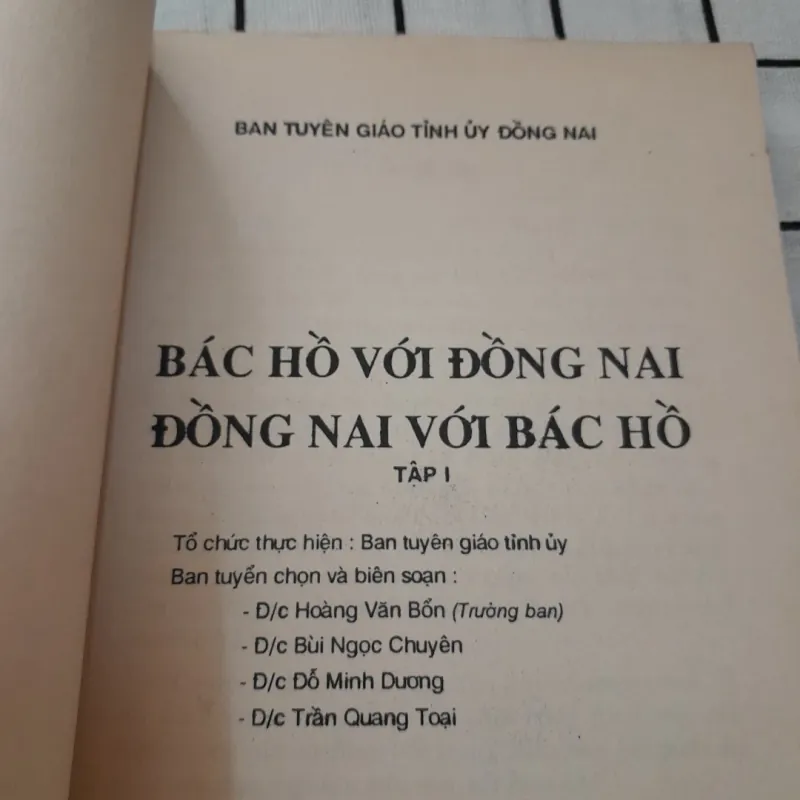 BAN TUYÊN GIÁO TỈNH ỦY ĐỒNG NAI
BÁC HỒ VỚI ĐỒNG NAI
ĐỒNG NAI VỚI BÁC HỒ
TẬP I
Tổ chức thực hiện : Ban tuyên giáo tỉnh ủy
Ban tuyển chọn và biên soạn :
- Đ/c Hoàng Văn Bổn (Trưởng ban)
- Đ/c Bùi Ngọc Chuyên
- Đ/c Đỗ Minh Dương
- Đ/c Trần Quang Toại